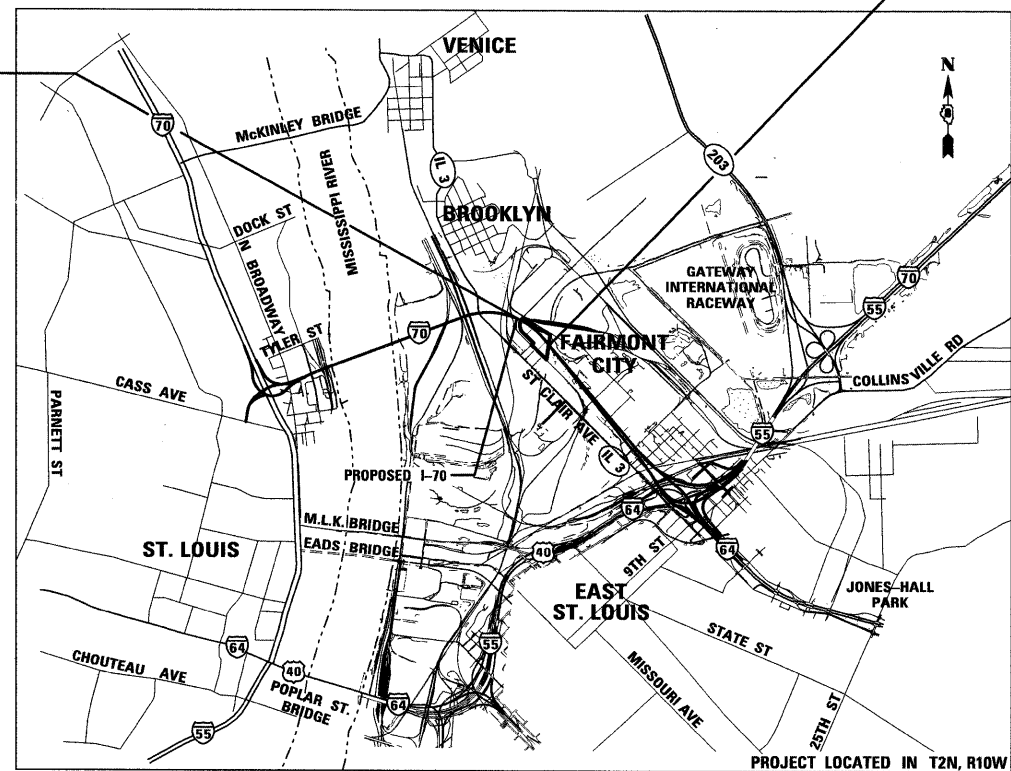 VENICE
N
70
McKINLEY BRIDGE
203
IL 3
MISSISSIPPI RIVER
BROOKLYN
DOCK ST
N BROADWAY
GATEWAY
INTERNATIONAL
RACEWAY
70
55
70
TYLER ST
FAIRMONT
CITY
COLLINSVILLE RD
CASS AVE
ST CLAIR AVE
PARNETT ST
55
IL 3
PROPOSED I-70
64
M.L.K BRIDGE
EADS BRIDGE
ST. LOUIS
40
9TH ST
64
EAST
ST. LOUIS
JONES-HALL
PARK
STATE ST
55
64
40
CHOUTEAU AVE
MISSOURI AVE
POPLAR ST.
BRIDGE
64
25TH ST
55
PROJECT LOCATED IN T2N, R10W